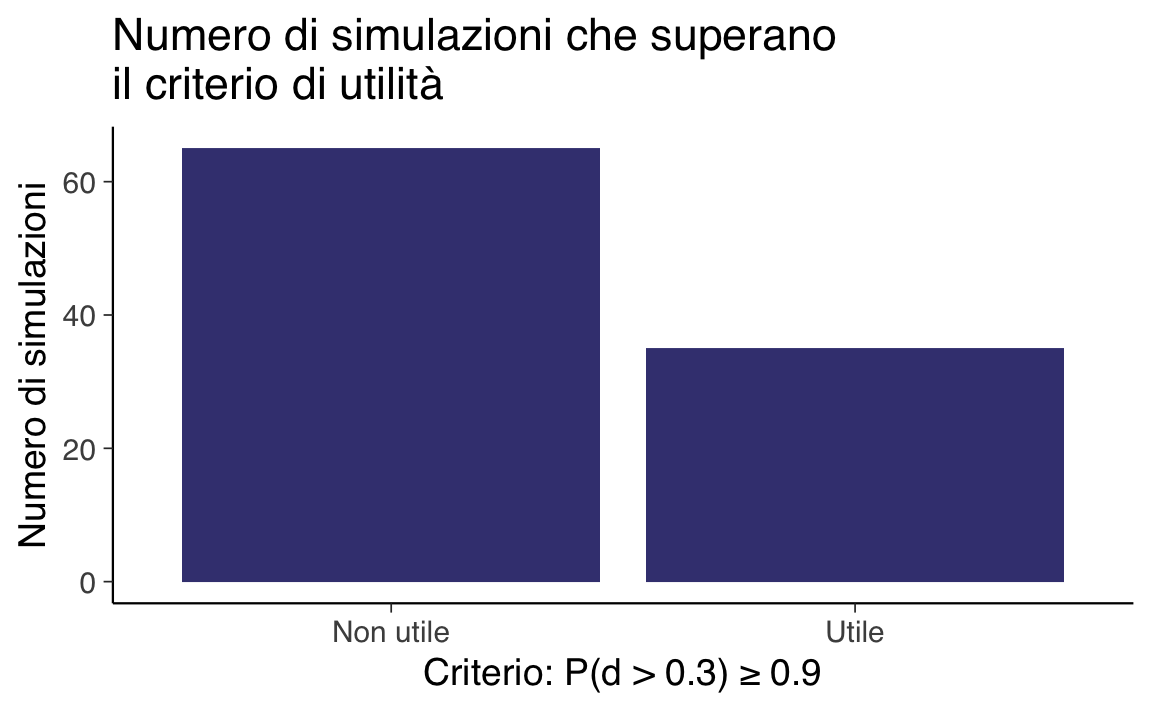 Numero di simulazioni che superano
il criterio di utilità
Numero di simulazioni
60
40
20
0
Non utile
Utile
Criterio: P(d > 0.3) ≥ 0.9